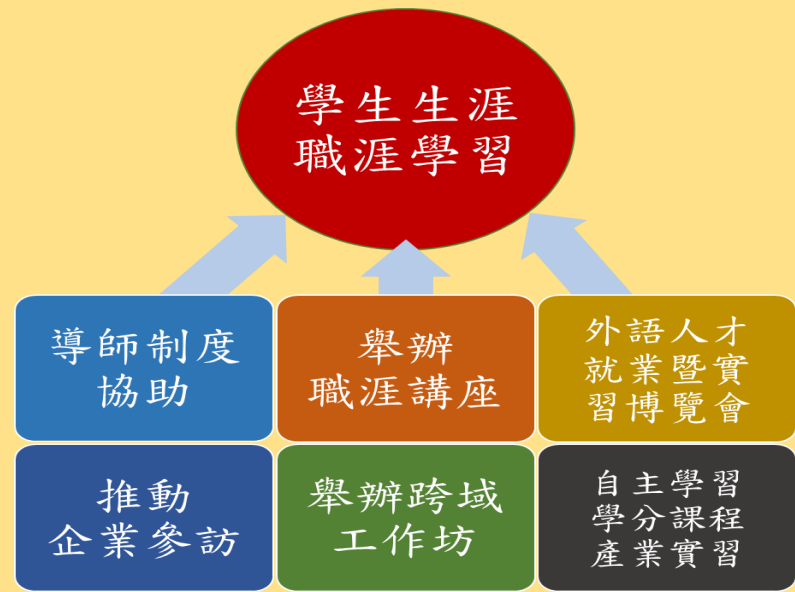 學生生涯
職涯學習
導師制度
協助
舉辦
職涯講座
外語人才
就業暨實
習博覽會
推動
企業參訪
舉辦跨域
工作坊
自主學習
學分課程
產業實習